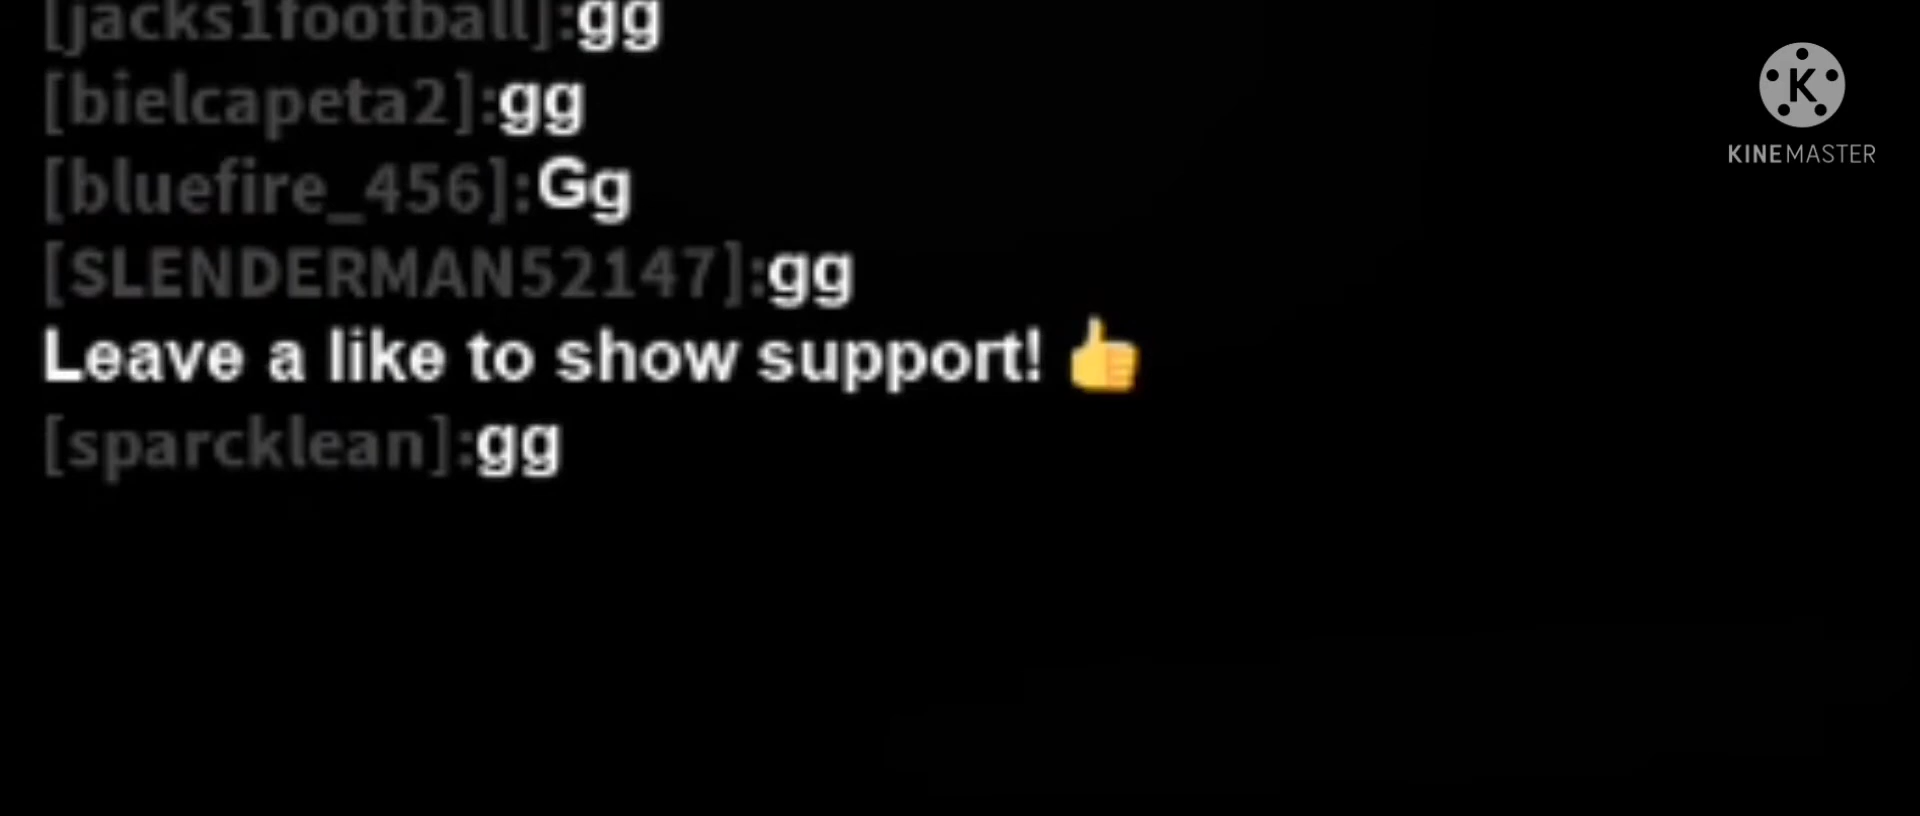 [jacks1football]:gg
[bielcapeta2]:gg
[bluefire_456]:Gg
[SLENDERMAN52147]:gg
Leave a like to show support! 👍
[sparcklean]:gg
K
KINEMASTER